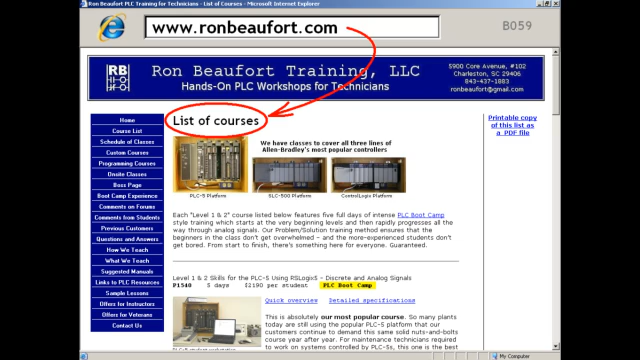 Ron Beaufort PLC Training for Technicians - List of Courses - Microsoft Internet Explorer
www.ronbeaufort.com
B059
RB
Ron Beaufort Training, LLC
Hands-On PLC Workshops for Technicians
5900 Core Avenue, #102
Charleston, SC 29406
843-437-1883
ronbeaufort@gmail.com
Home
Course List
Schedule of Classes
Custom Courses
Programming Courses
Onsite Classes
Boss Page
Boot Camp Experience
Comments on Forums
Comments from Students
Previous Customers
Questions and Answers
How We Teach
What We Teach
Suggested Manuals
Links to PLC Resources
Sample Lessons
Offers for Instructors
Offers for Veterans
Contact Us
List of courses
We have classes to cover all three lines of
Allen-Bradley's most popular controllers
PLC-5 Platform
SLC-500 Platform
ControlLogix Platform
Printable copy
of this list as
a PDF file
Each "Level 1 & 2" course listed below features five full days of intense PLC Boot Camp
style training which starts at the very beginning levels and then rapidly progresses all the
way through analog signals. Our Problem/Solution training method ensures that the
beginners in the class don't get overwhelmed – and the more-experienced students don't
get bored. From start to finish, there's something here for everyone. Guaranteed.
Level 1 & 2 Skills for the PLC-5 Using RSLogix5 – Discrete and Analog Signals
P1540 5 days $2190 per student PLC Boot Camp
Quick overview Detailed specifications
This is absolutely our most popular course. So many plants
today are still using the popular PLC-5 platform that our
customers continue to demand this same solid nuts-and-bolts
course year after year. For maintenance technicians
required to work on systems controlled by PLC-5s, this one is the best
My Computer